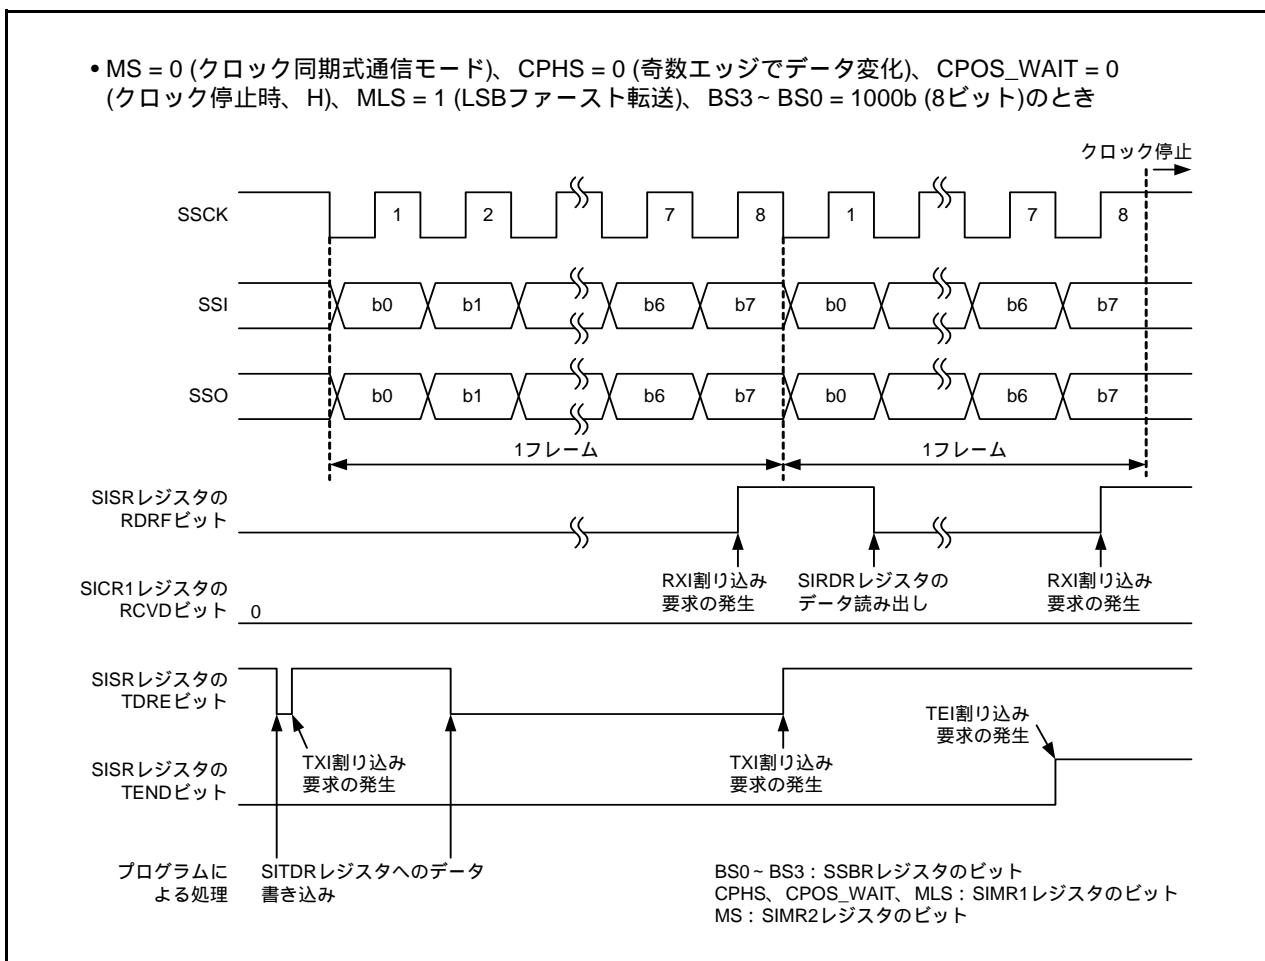 • MS = 0 (クロック同期式通信モード)、CPHS = 0 (奇数エッジでデータ変化)、CPOS_WAIT = 0
(クロック停止時、H)、MLS = 1 (LSBファースト転送)、BS3~BS0 = 1000b (8ビット)のとき
クロック停止
SSCK 1 2 7 8 1 7 8
SSI b0 b1 b6 b7 b0 b6 b7
SSO b0 b1 b6 b7 b0 b6 b7
1フレーム 1フレーム
SISRレジスタの
RDRFビット
RXI割り込み
要求の発生
SIRDRレジスタの
データ読み出し
RXI割り込み
要求の発生
SICR1レジスタの
RCVDビット 0
SISRレジスタの
TDREビット
TXI割り込み
要求の発生
TXI割り込み
要求の発生
TEI割り込み
要求の発生
SISRレジスタの
TENDビット
プログラムに
よる処理
SITDRレジスタへのデータ
書き込み
BS0~BS3:SSBRレジスタのビット
CPHS、CPOS_WAIT、MLS:SIMR1レジスタのビット
MS:SIMR2レジスタのビット